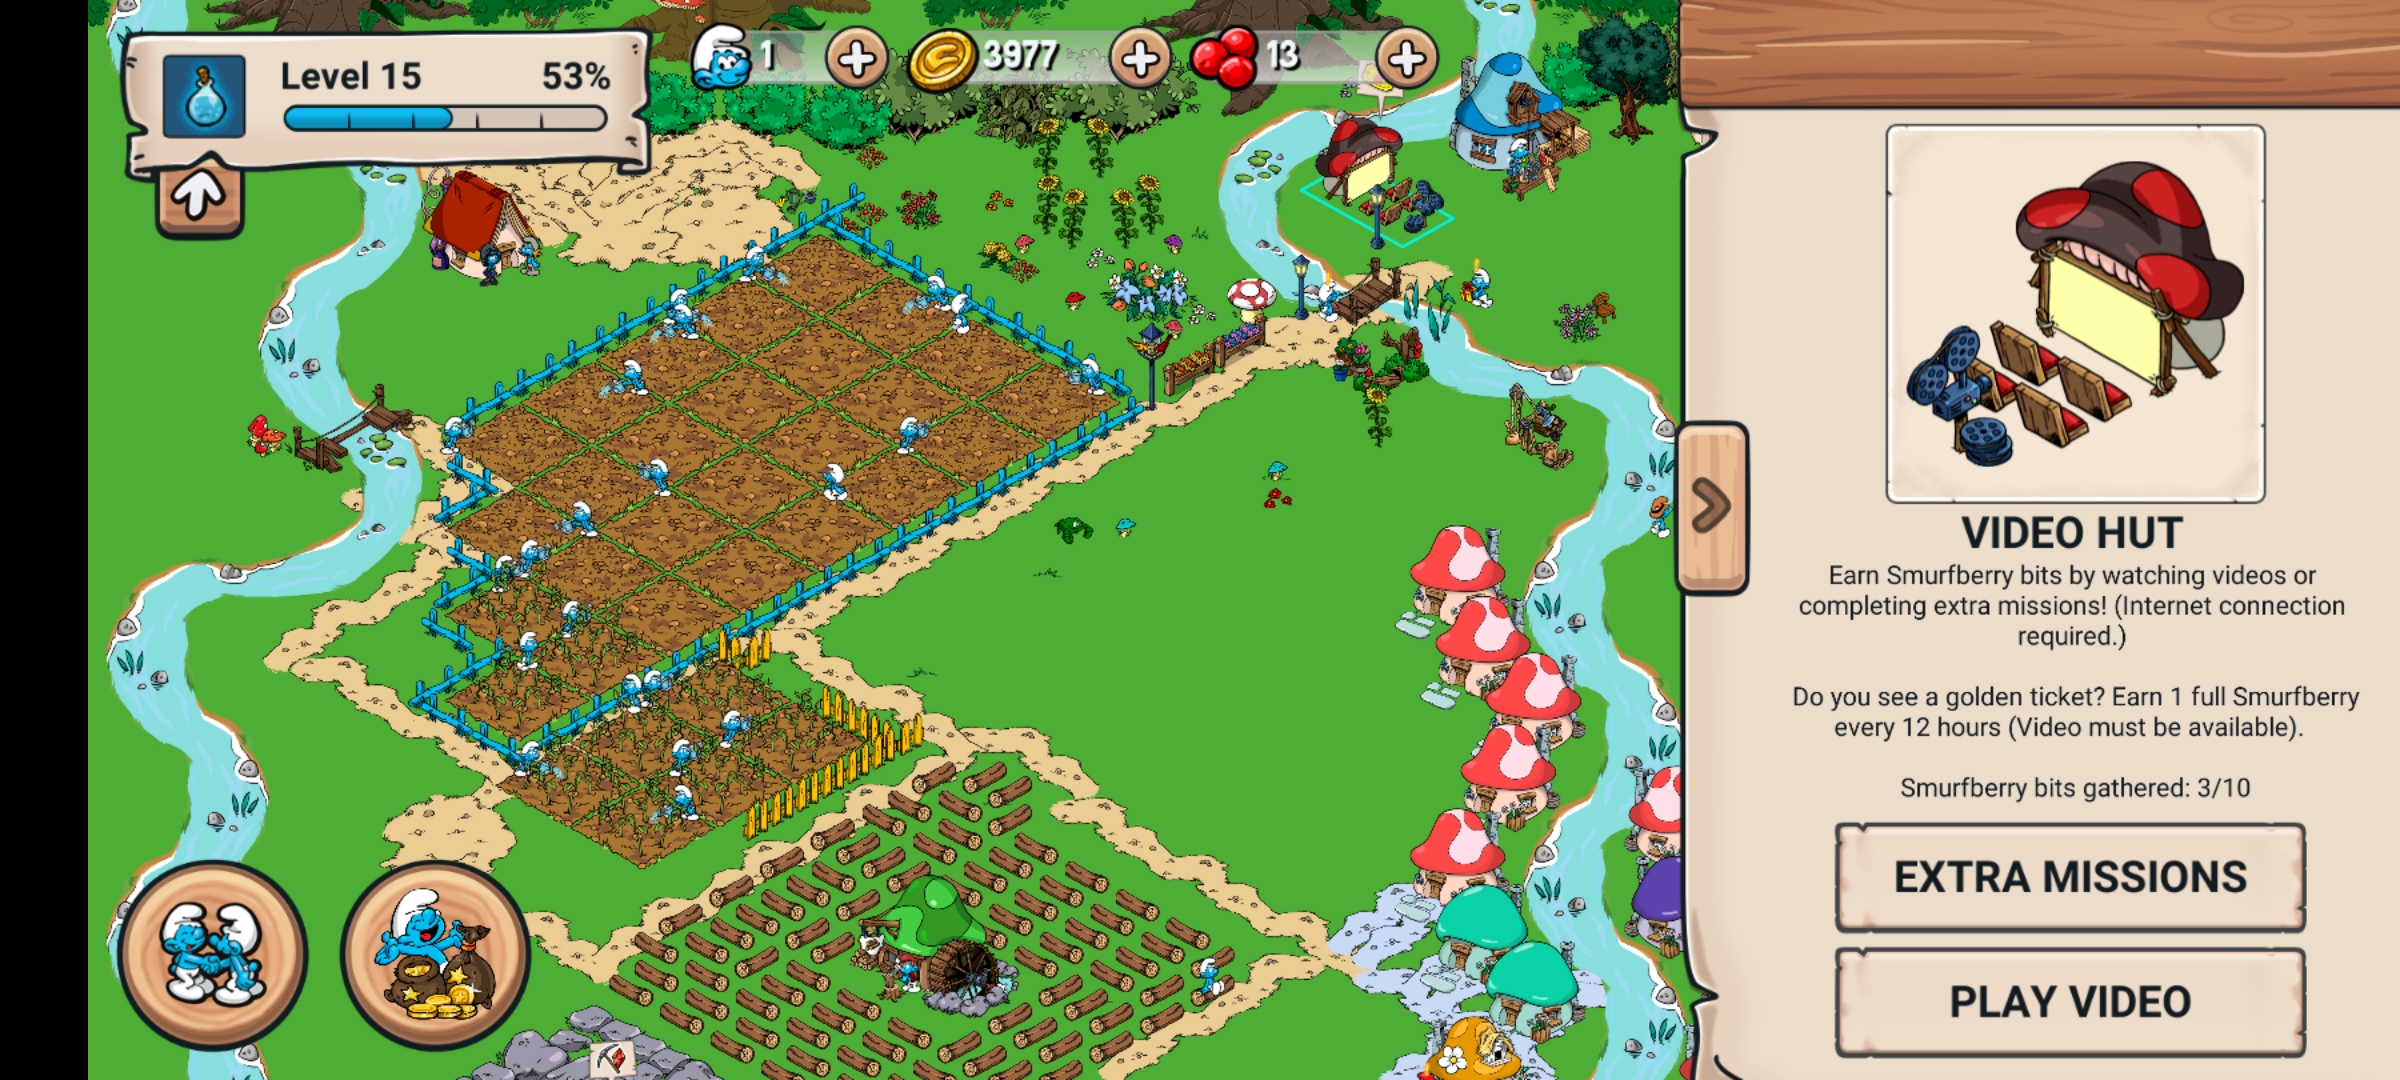 Level 15 53%
1 3977 13
VIDEO HUT
Earn Smurfberry bits by watching videos or
completing extra missions! (Internet connection
required.)
Do you see a golden ticket? Earn 1 full Smurfberry
every 12 hours (Video must be available).
Smurfberry bits gathered: 3/10
EXTRA MISSIONS
PLAY VIDEO